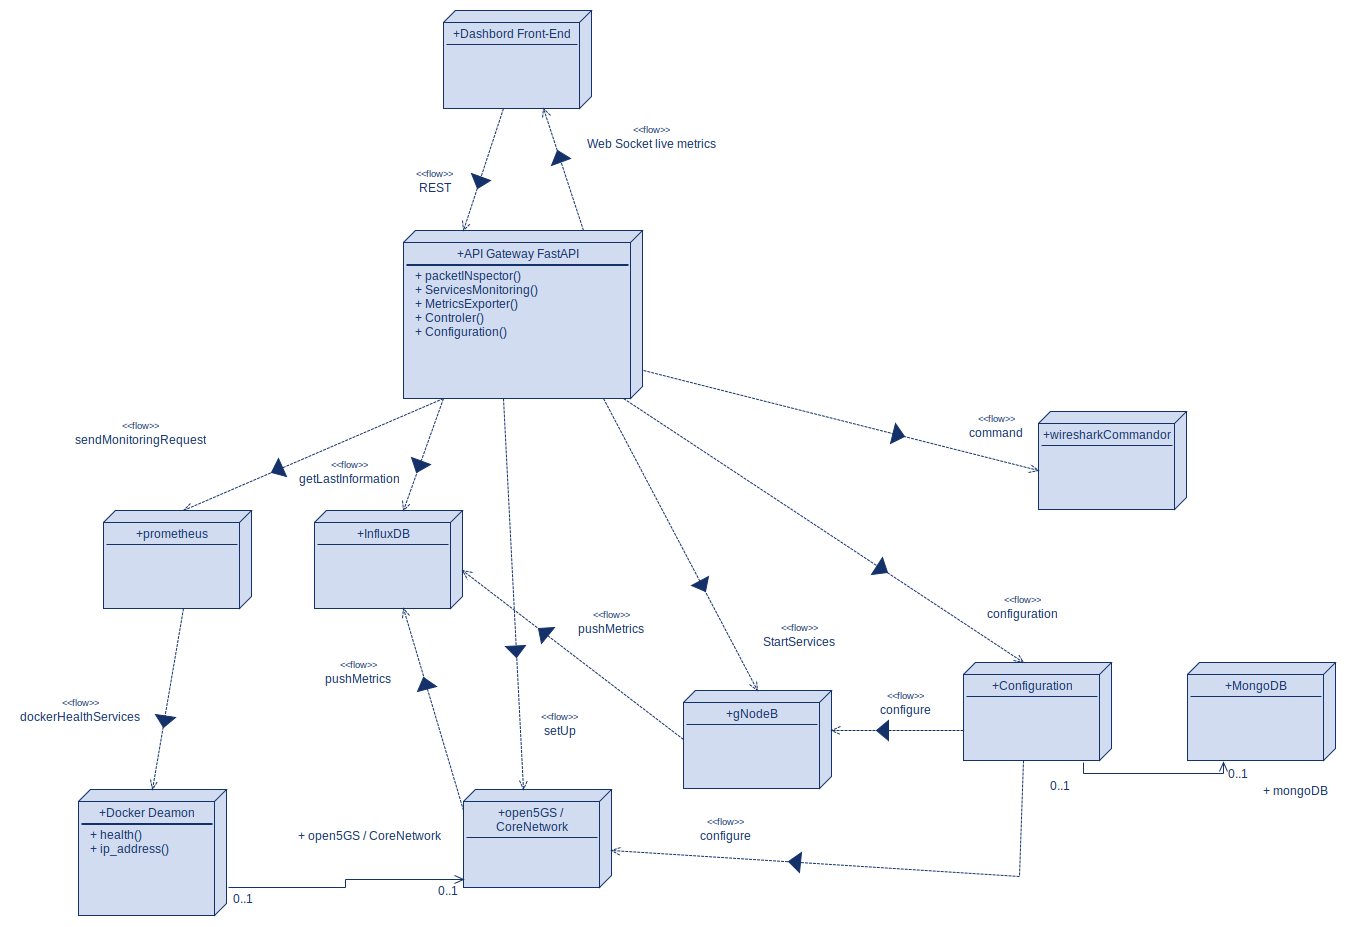 +Dashbord Front-End
<<flow>>
Web Socket live metrics
<<flow>>
REST
+API Gateway FastAPI
+ packetINspector()
+ ServicesMonitoring()
+ MetricsExporter()
+ Controler()
+ Configuration()
<<flow>>
sendMonitoringRequest
<<flow>>
getLastInformation
<<flow>>
command
+wiresharkCommandor
+prometheus
+InfluxDB
<<flow>>
pushMetrics
<<flow>>
StartServices
<<flow>>
configuration
<<flow>>
pushMetrics
<<flow>>
dockerHealthServices
<<flow>>
setUp
+gNodeB
<<flow>>
configure
+Configuration
+MongoDB
0..1
0..1
+ mongoDB
+Docker Deamon
+ health()
+ ip_address()
+ open5GS / CoreNetwork
+open5GS /
CoreNetwork
<<flow>>
configure
0..1
0..1